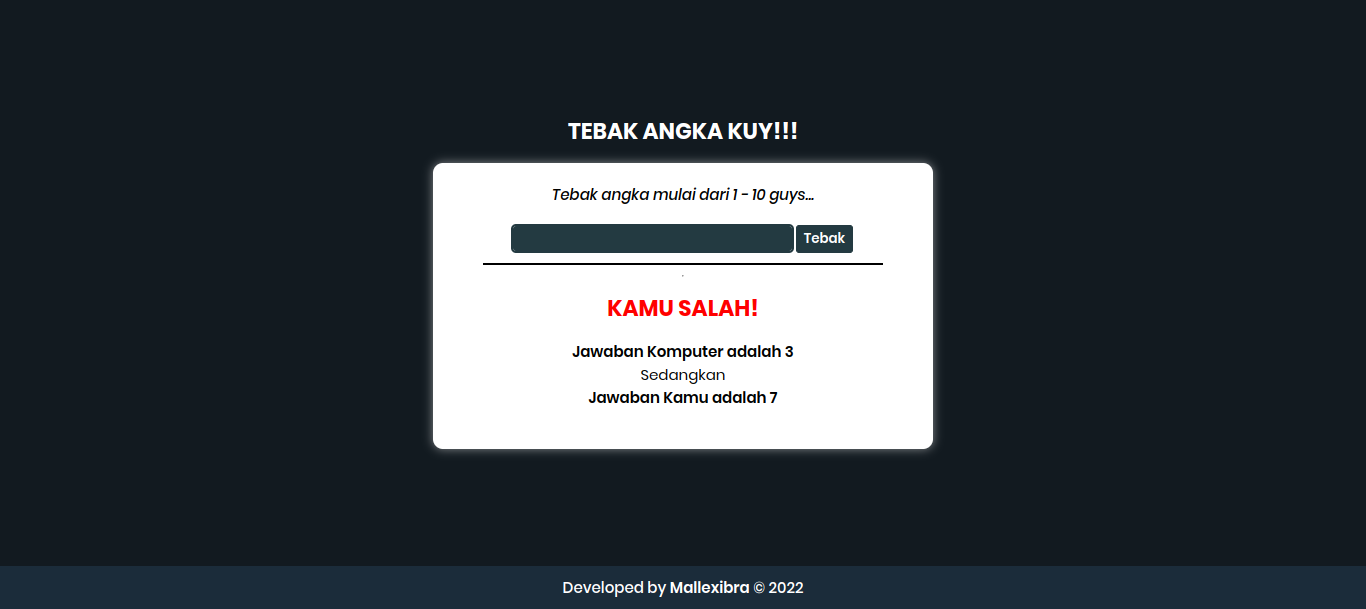 TEBAK ANGKA KUY!!!
Tebak angka mulai dari 1 - 10 guys...
Tebak
KAMU SALAH!
Jawaban Komputer adalah 3
Sedangkan
Jawaban Kamu adalah 7
Developed by Mallexibra © 2022